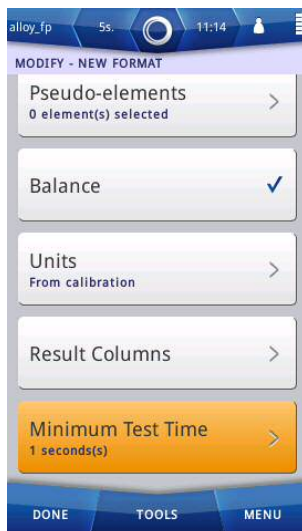 alloy_fp 5s. 11:14
MODIFY - NEW FORMAT
Pseudo-elements
0 element(s) selected
Balance
Units
From calibration
Result Columns
Minimum Test Time
1 seconds(s)
DONE TOOLS MENU